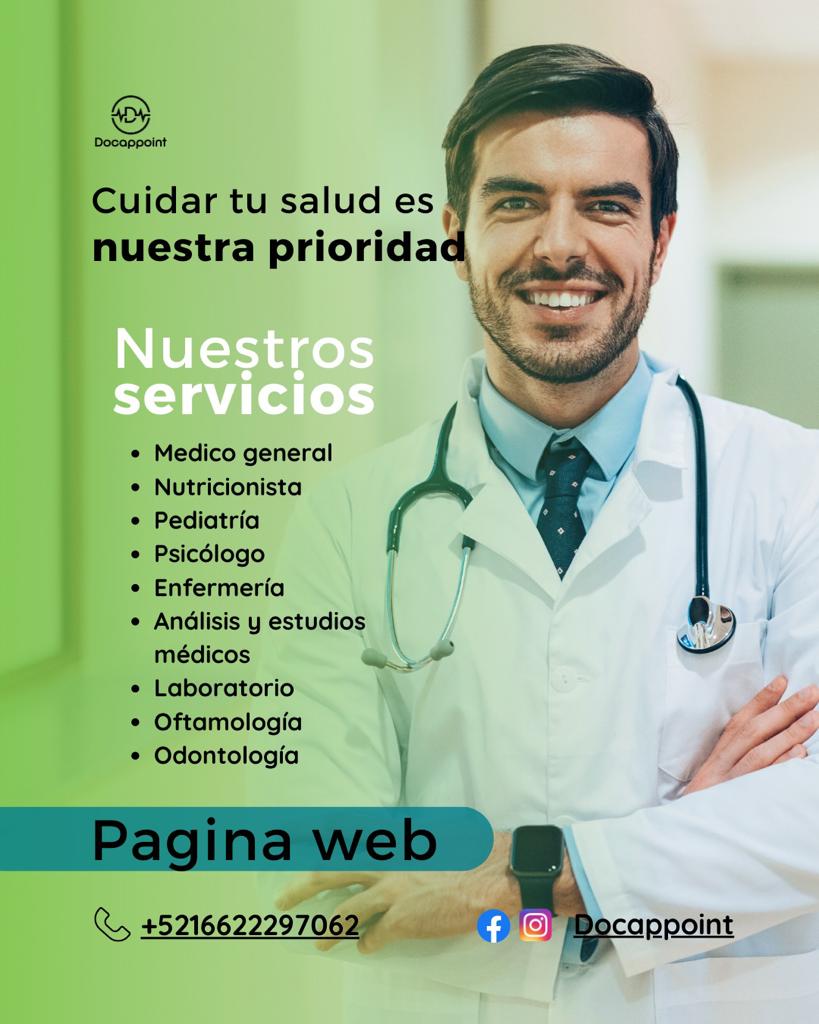 Docappoint
Cuidar tu salud es
nuestra prioridad
Nuestros
servicios
• Medico general
• Nutricionista
• Pediatría
• Psicólogo
• Enfermería
• Análisis y estudios
médicos
• Laboratorio
• Oftamología
• Odontología
Pagina web
+5216622297062
Docappoint